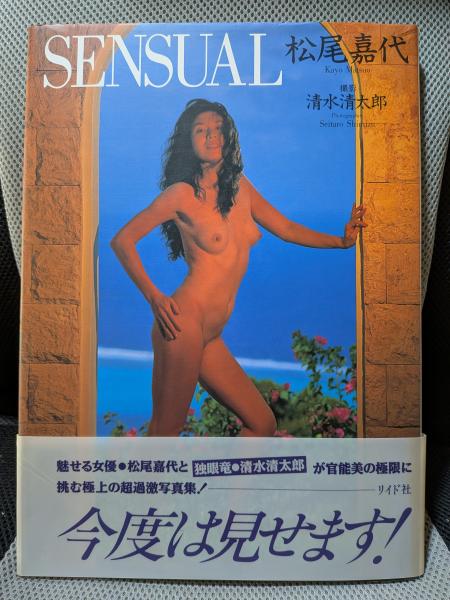 SENSUAL
松尾嘉代
Kayo Matsuo
撮影
清水清太郎
Photographer
Seitaro Shimizu
魅せる女優●松尾嘉代と 独眼竜●清水清太郎 が官能美の極限に
挑む極上の超過激写真集! ──リイド社
今度は見せます!